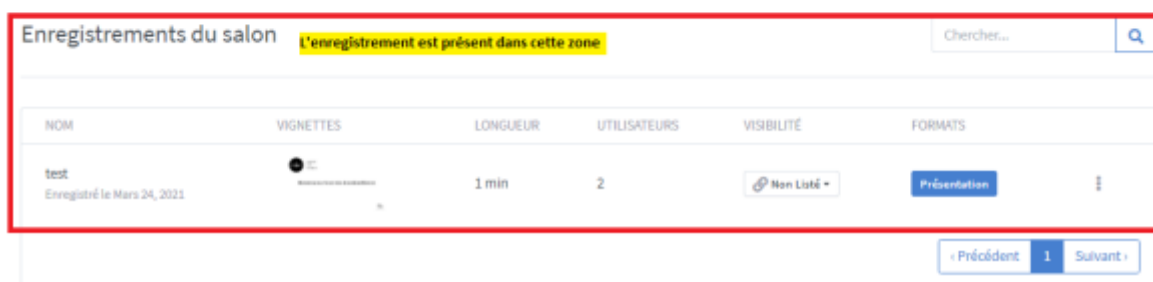 Enregistrements du salon
L'enregistrement est présent dans cette zone
Chercher...
NOM VIGNETTES LONGUEUR UTILISATEURS VISIBILITÉ FORMATS
test
Enregistré le Mars 24, 2021
1 min 2 Non Listé Présentation
‹ Précédent 1 Suivant ›